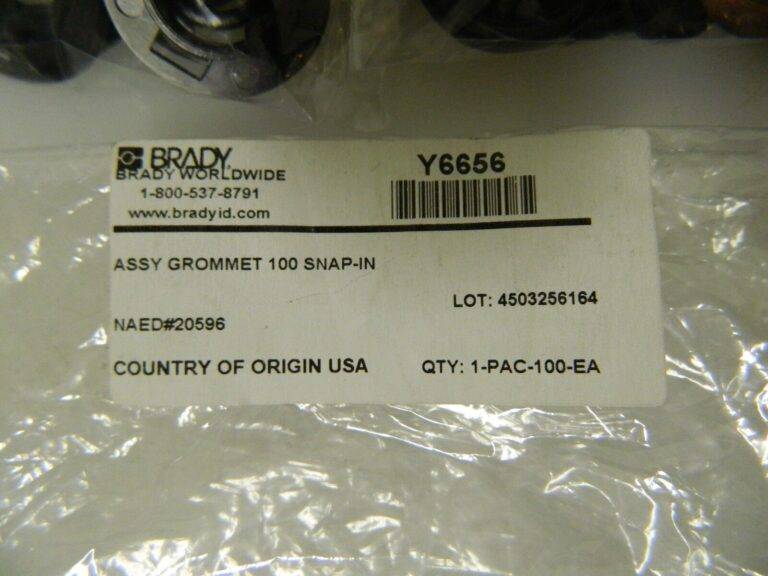 BRADY
Y6656
BRADY WORLDWIDE
1-800-537-8791
www.bradyid.com
ASSY GROMMET 100 SNAP-IN
LOT: 4503256164
NAED#20596
COUNTRY OF ORIGIN USA
QTY: 1-PAC-100-EA